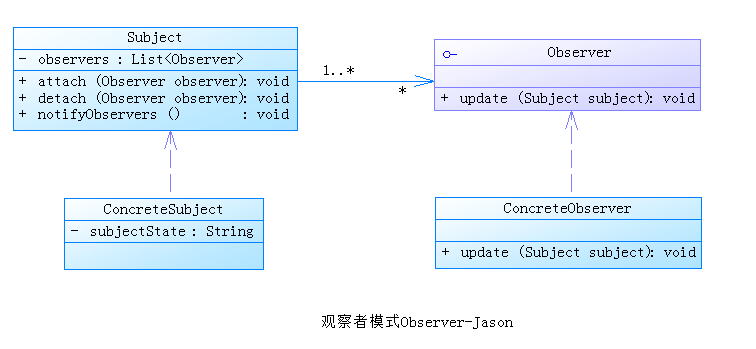 Subject
- observers : List<Observer>
+ attach (Observer observer) : void
+ detach (Observer observer) : void
+ notifyObservers () : void
1..*
*
Observer
+ update (Subject subject) : void
ConcreteSubject
- subjectState : String
ConcreteObserver
+ update (Subject subject) : void
观察者模式Observer-Jason